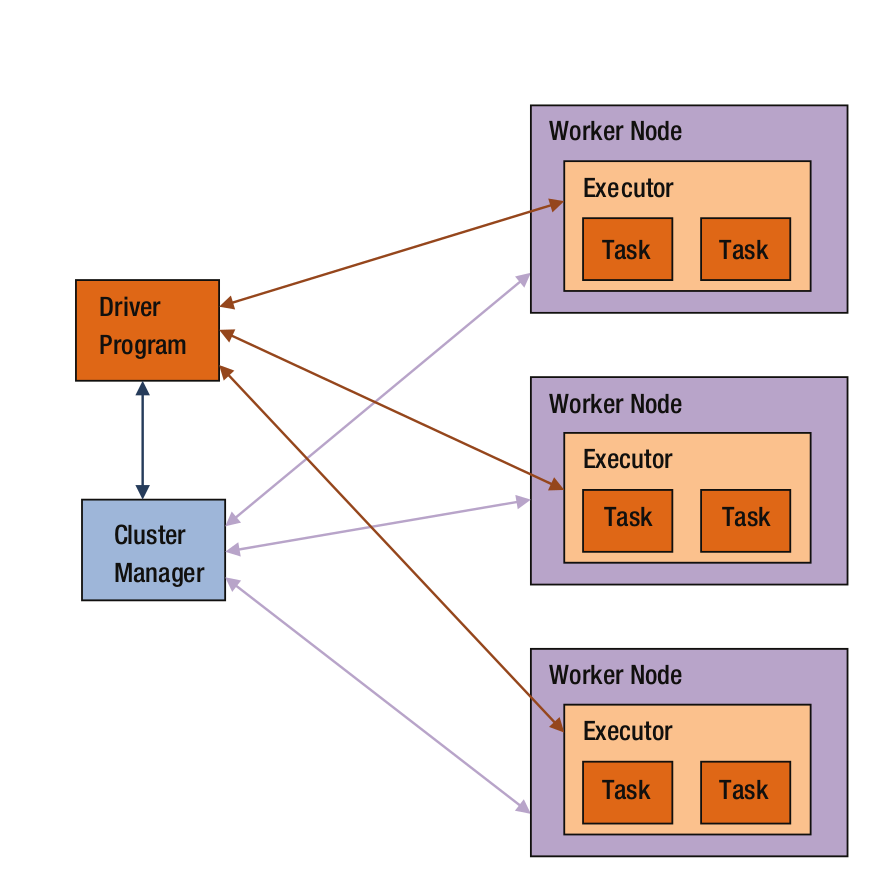 Worker Node
Executor
Task Task
Driver
Program
Worker Node
Executor
Task Task
Cluster
Manager
Worker Node
Executor
Task Task